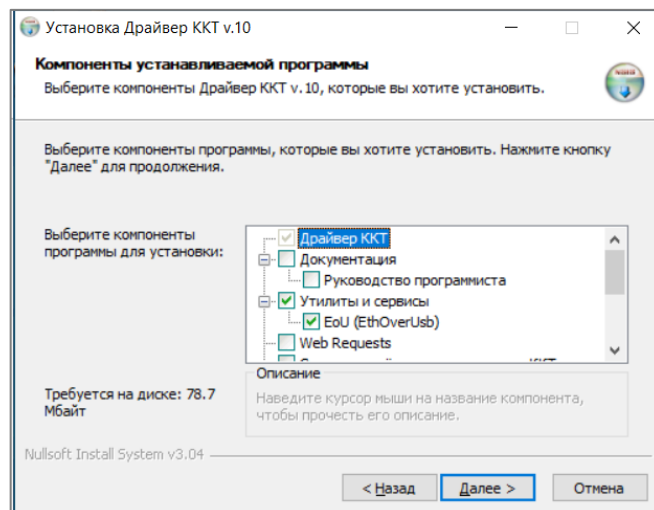 Установка Драйвер ККТ v.10
Компоненты устанавливаемой программы
Выберите компоненты Драйвер ККТ v.10, которые вы хотите установить.
Выберите компоненты программы, которые вы хотите установить. Нажмите кнопку
"Далее" для продолжения.
Выберите компоненты
программы для установки:
Драйвер ККТ
Документация
Руководство программиста
Утилиты и сервисы
EoU (EthOverUsb)
Web Requests
Требуется на диске: 78.7
Мбайт
Описание
Наведите курсор мыши на название компонента,
чтобы прочесть его описание.
Nullsoft Install System v3.04
< Назад
Далее >
Отмена